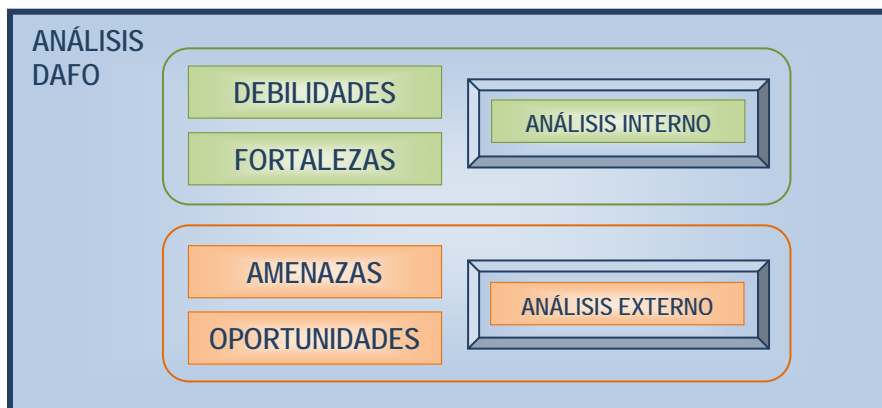 ANÁLISIS
DAFO
DEBILIDADES
FORTALEZAS
ANÁLISIS INTERNO
AMENAZAS
OPORTUNIDADES
ANÁLISIS EXTERNO